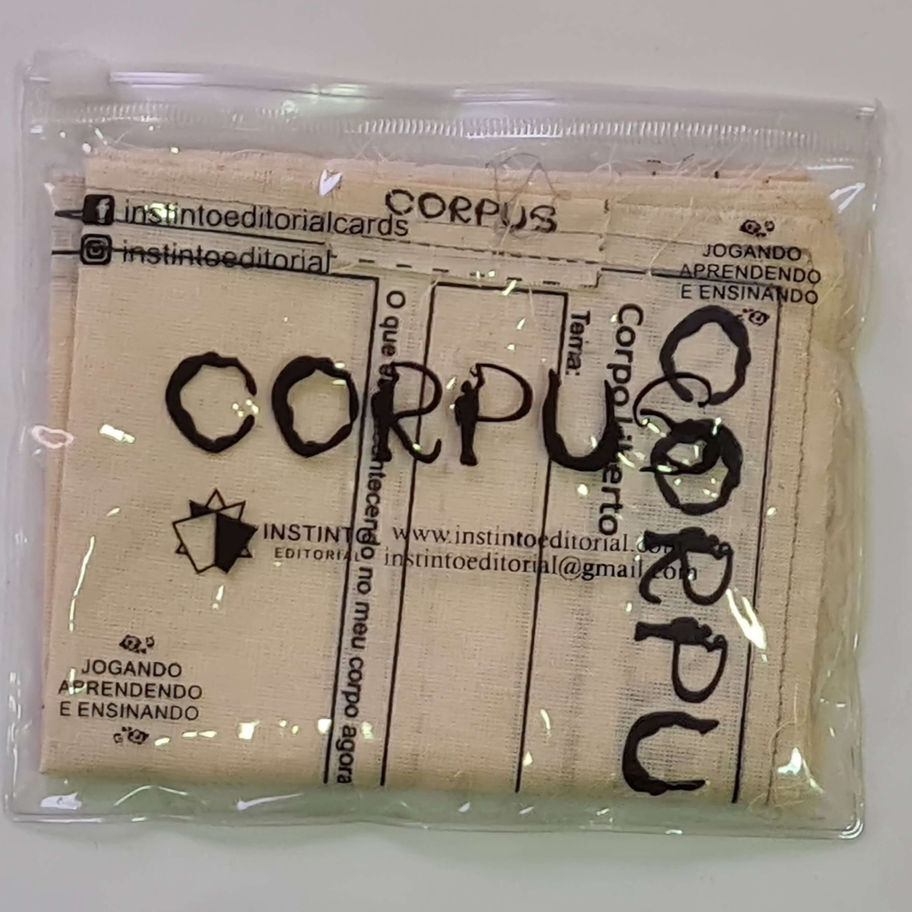 instintoeditorialcards
CORPUS
instintoeditorial
JOGANDO
APRENDENDO
E ENSINANDO
CORPU
O que acontecendo no meu corpo agora
Tema:
Corpo
CORPU
INSTINTO
EDITORIAL
www.instintoeditorial.com
instintoeditorial@gmail.com
JOGANDO
APRENDENDO
E ENSINANDO